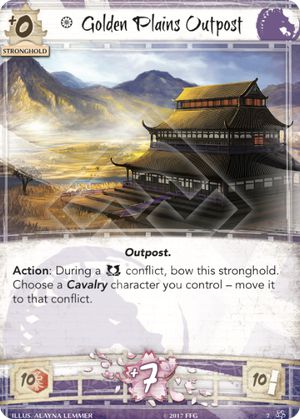 +0
Golden Plains Outpost
STRONGHOLD
Outpost.
Action: During a conflict, bow this stronghold.
Choose a Cavalry character you control – move it
to that conflict.
10
+7
10
ILLUS: ALAYNA LEMMER
©2017 FFG